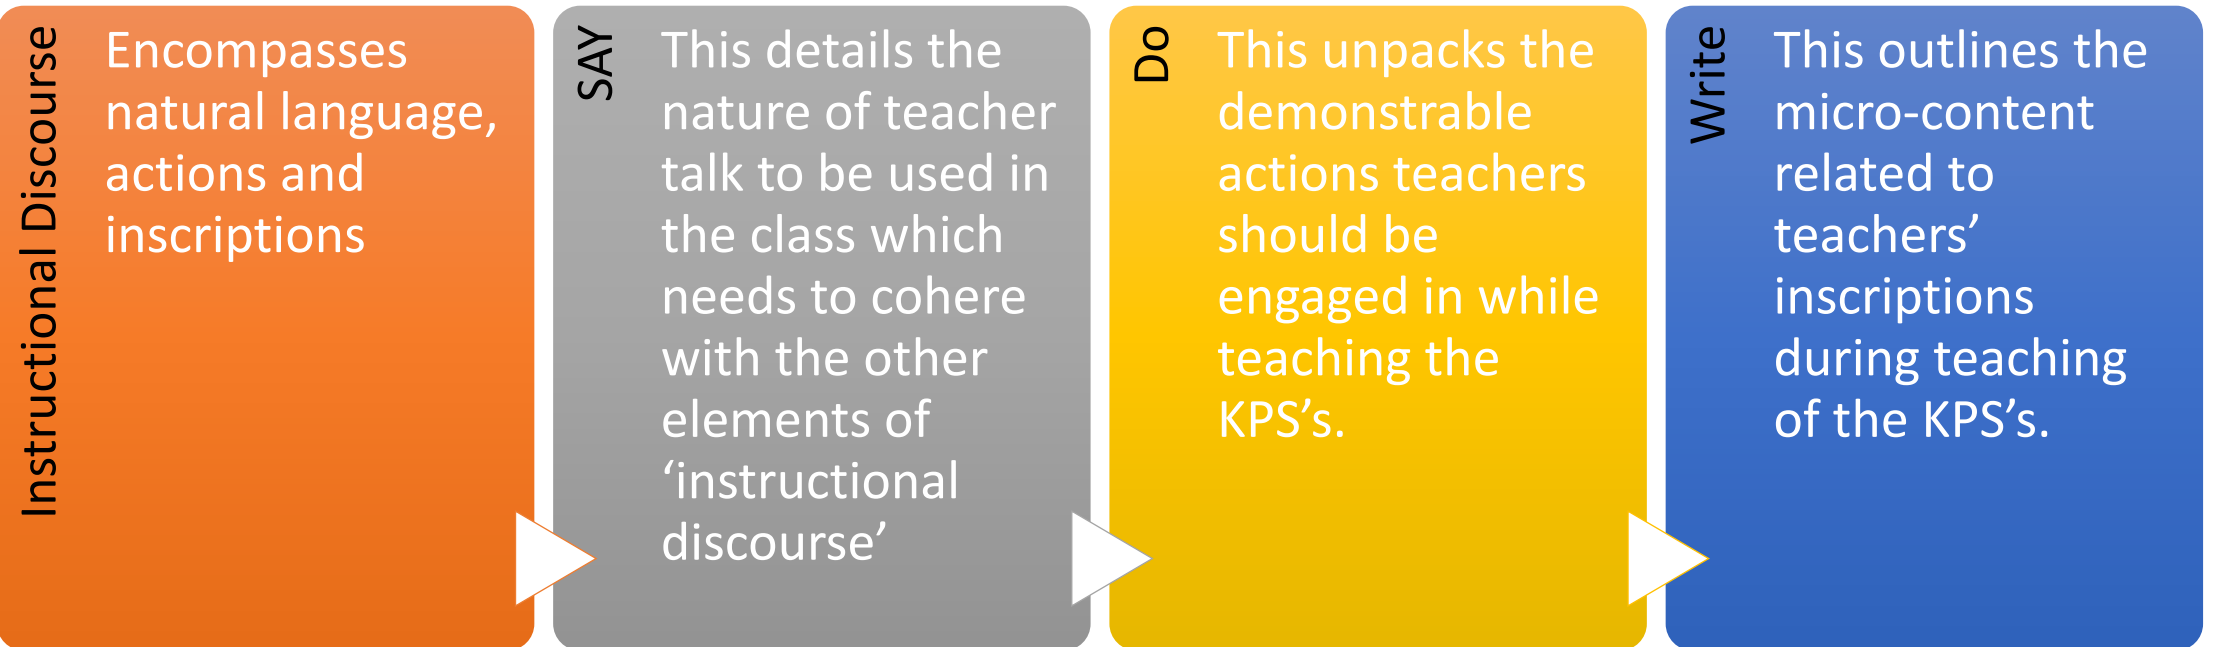 Instructional Discourse
Encompasses
natural language,
actions and
inscriptions
SAY
This details the
nature of teacher
talk to be used in
the class which
needs to cohere
with the other
elements of
‘instructional
discourse’
Do
This unpacks the
demonstrable
actions teachers
should be
engaged in while
teaching the
KPS’s.
Write
This outlines the
micro-content
related to
teachers’
inscriptions
during teaching
of the KPS’s.